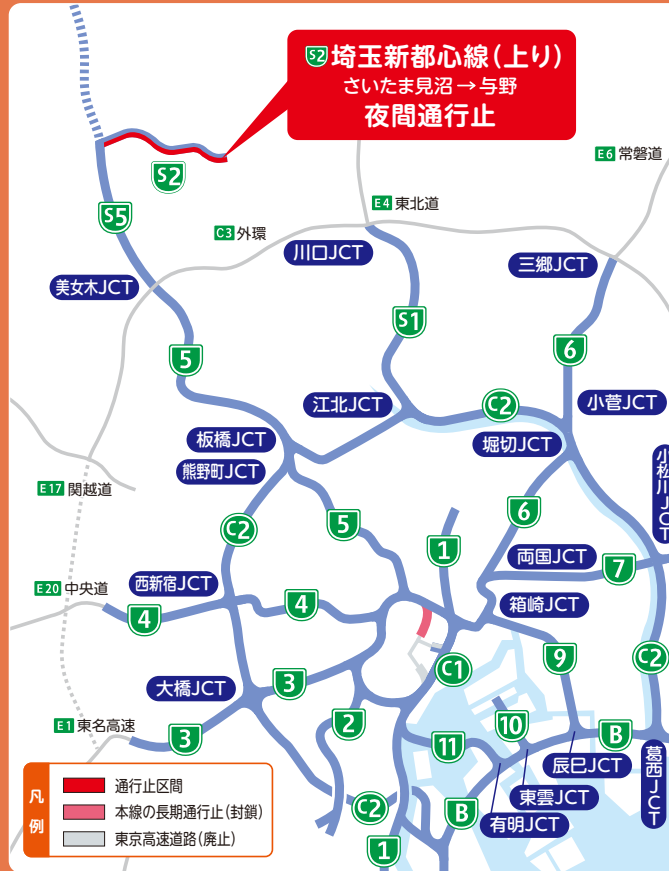 S2 埼玉新都心線(上り)
さいたま見沼→与野
夜間通行止
E6 常磐道
S2
E4 東北道
S5
C3 外環
川口JCT
三郷JCT
美女木JCT
S1
6
5
江北JCT
C2
小菅JCT
板橋JCT
堀切JCT
熊野町JCT
小松川JCT
E17 関越道
6
5
C2
1
両国JCT
7
E20 中央道
西新宿JCT
4
4
箱崎JCT
9
C2
C1
大橋JCT
3
E1 東名高速
3
2
10
11
B
辰巳JCT
葛西JCT
東雲JCT
C2
B
有明JCT
1
凡例
通行止区間
本線の長期通行止(封鎖)
東京高速道路(廃止)